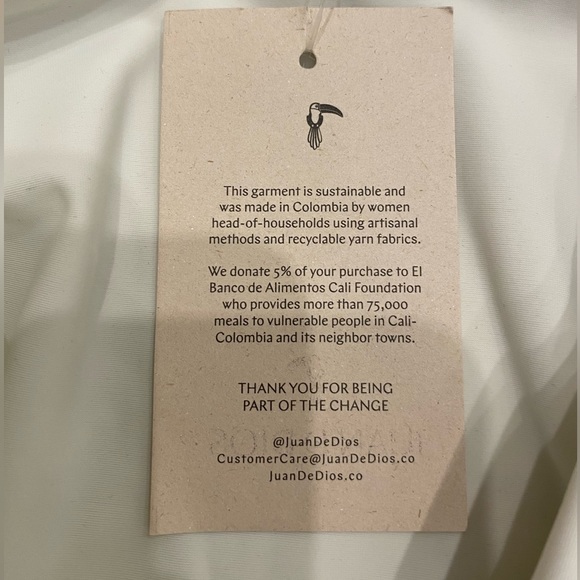 This garment is sustainable and
was made in Colombia by women
head-of-households using artisanal
methods and recyclable yarn fabrics.
We donate 5% of your purchase to El
Banco de Alimentos Cali Foundation
who provides more than 75,000
meals to vulnerable people in Cali-
Colombia and its neighbor towns.
THANK YOU FOR BEING
PART OF THE CHANGE
@JuanDeDios
CustomerCare@JuanDeDios.co
JuanDeDios.co